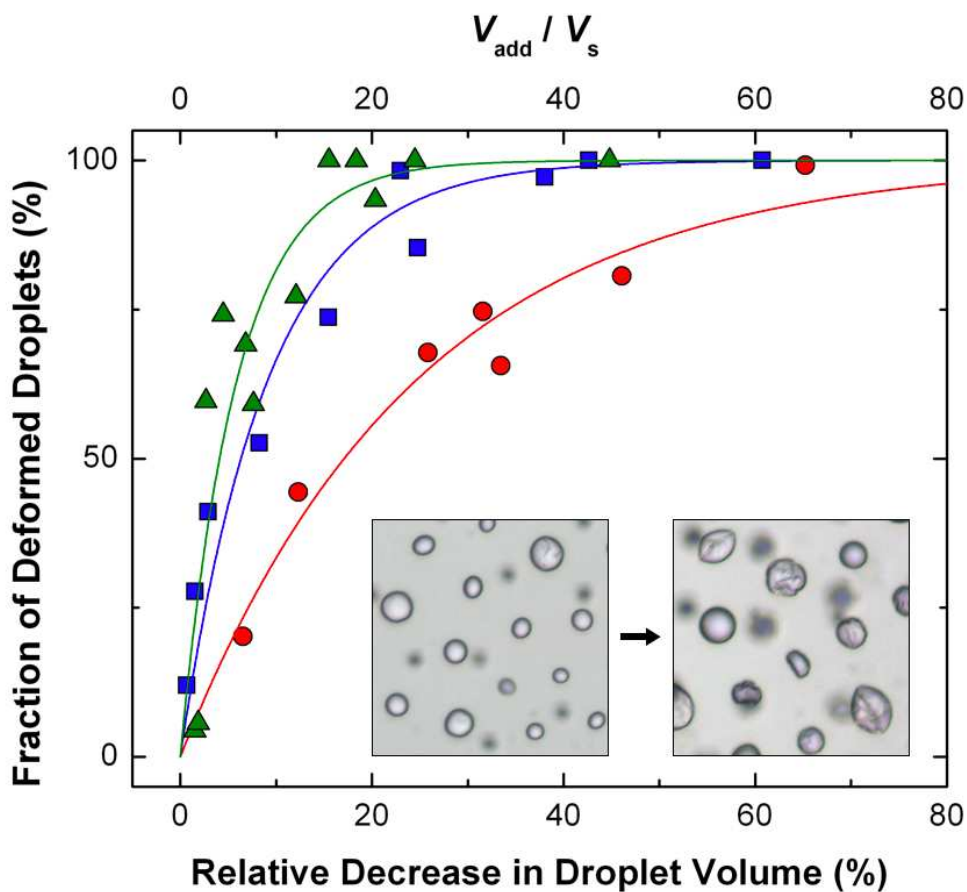 V_add / V_s
0 20 40 60 80
Fraction of Deformed Droplets (%)
100
50
0
0 20 40 60 80
Relative Decrease in Droplet Volume (%)